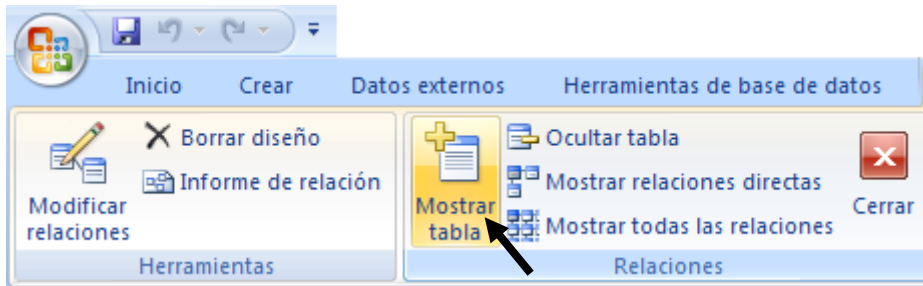 Inicio
Crear
Datos externos
Herramientas de base de datos
Modificar
relaciones
Borrar diseño
Informe de relación
Herramientas
Mostrar
tabla
Ocultar tabla
Mostrar relaciones directas
Mostrar todas las relaciones
Cerrar
Relaciones